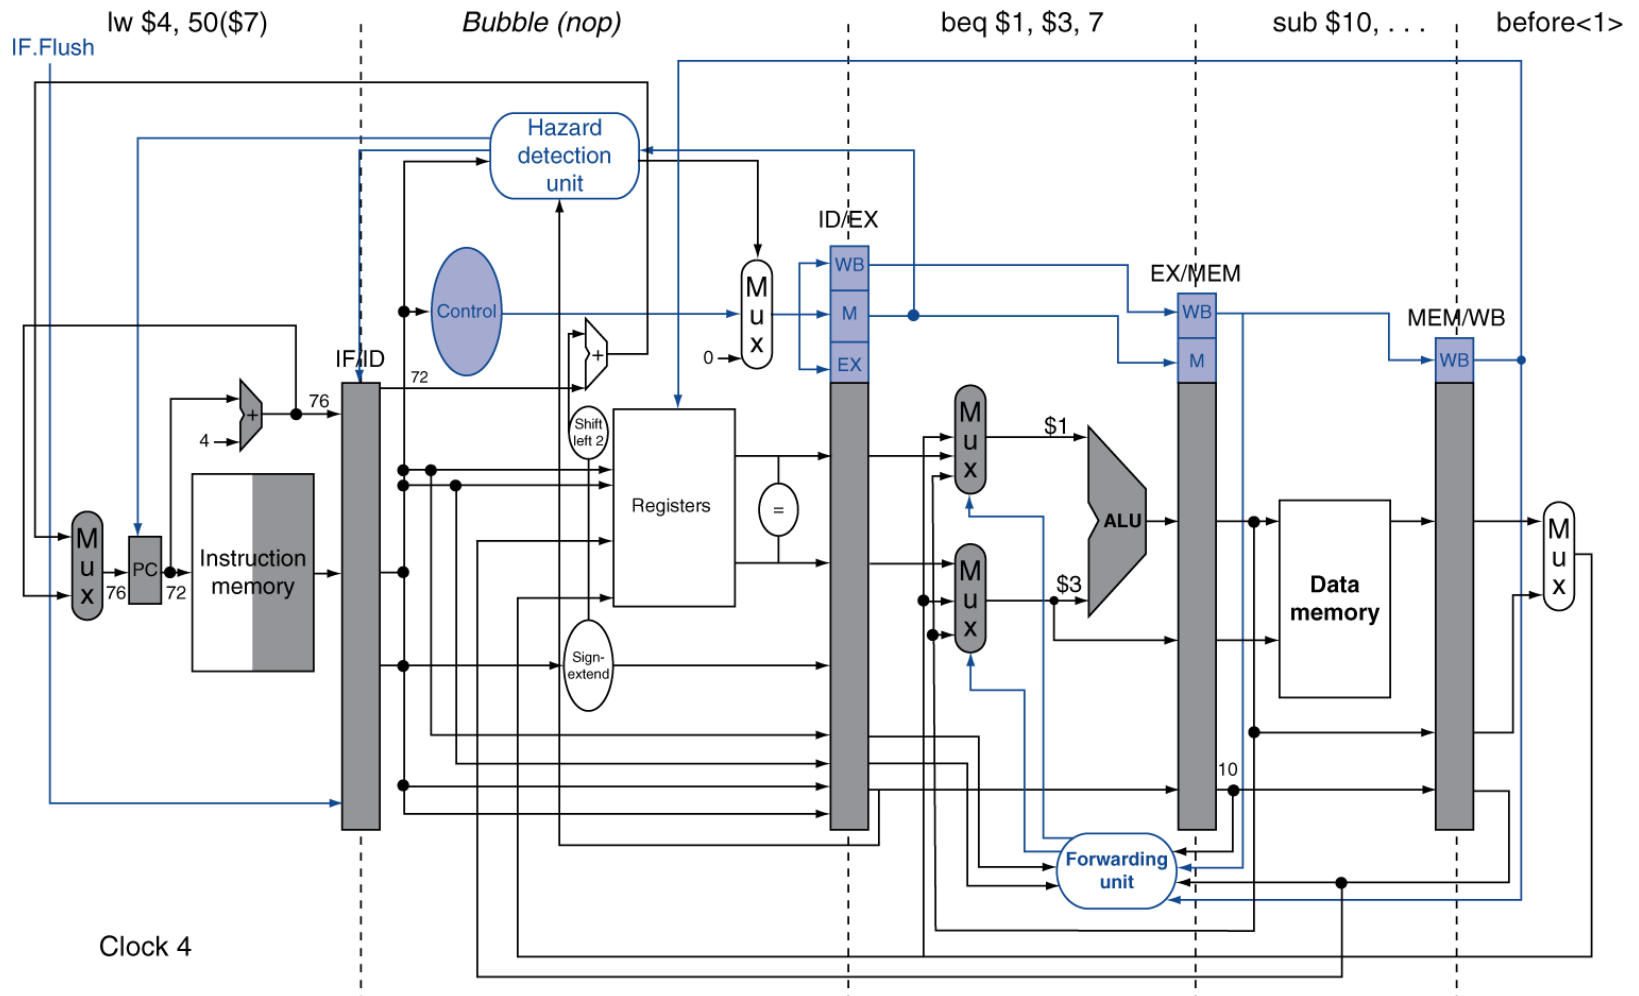 lw $4, 50($7)
Bubble (nop)
beq $1, $3, 7
sub $10, . . .
before<1>
IF.Flush
Hazard
detection
unit
ID/EX
WB
M
EX
EX/MEM
WB
M
MEM/WB
WB
Control
M
u
x
0
IF/ID
72
+
+
76
4
Shift
left 2
M
u
x
$1
M
u
x
PC
76
72
Instruction
memory
Registers
=
ALU
M
u
x
$3
Data
memory
M
u
x
Sign-
extend
10
Forwarding
unit
Clock 4